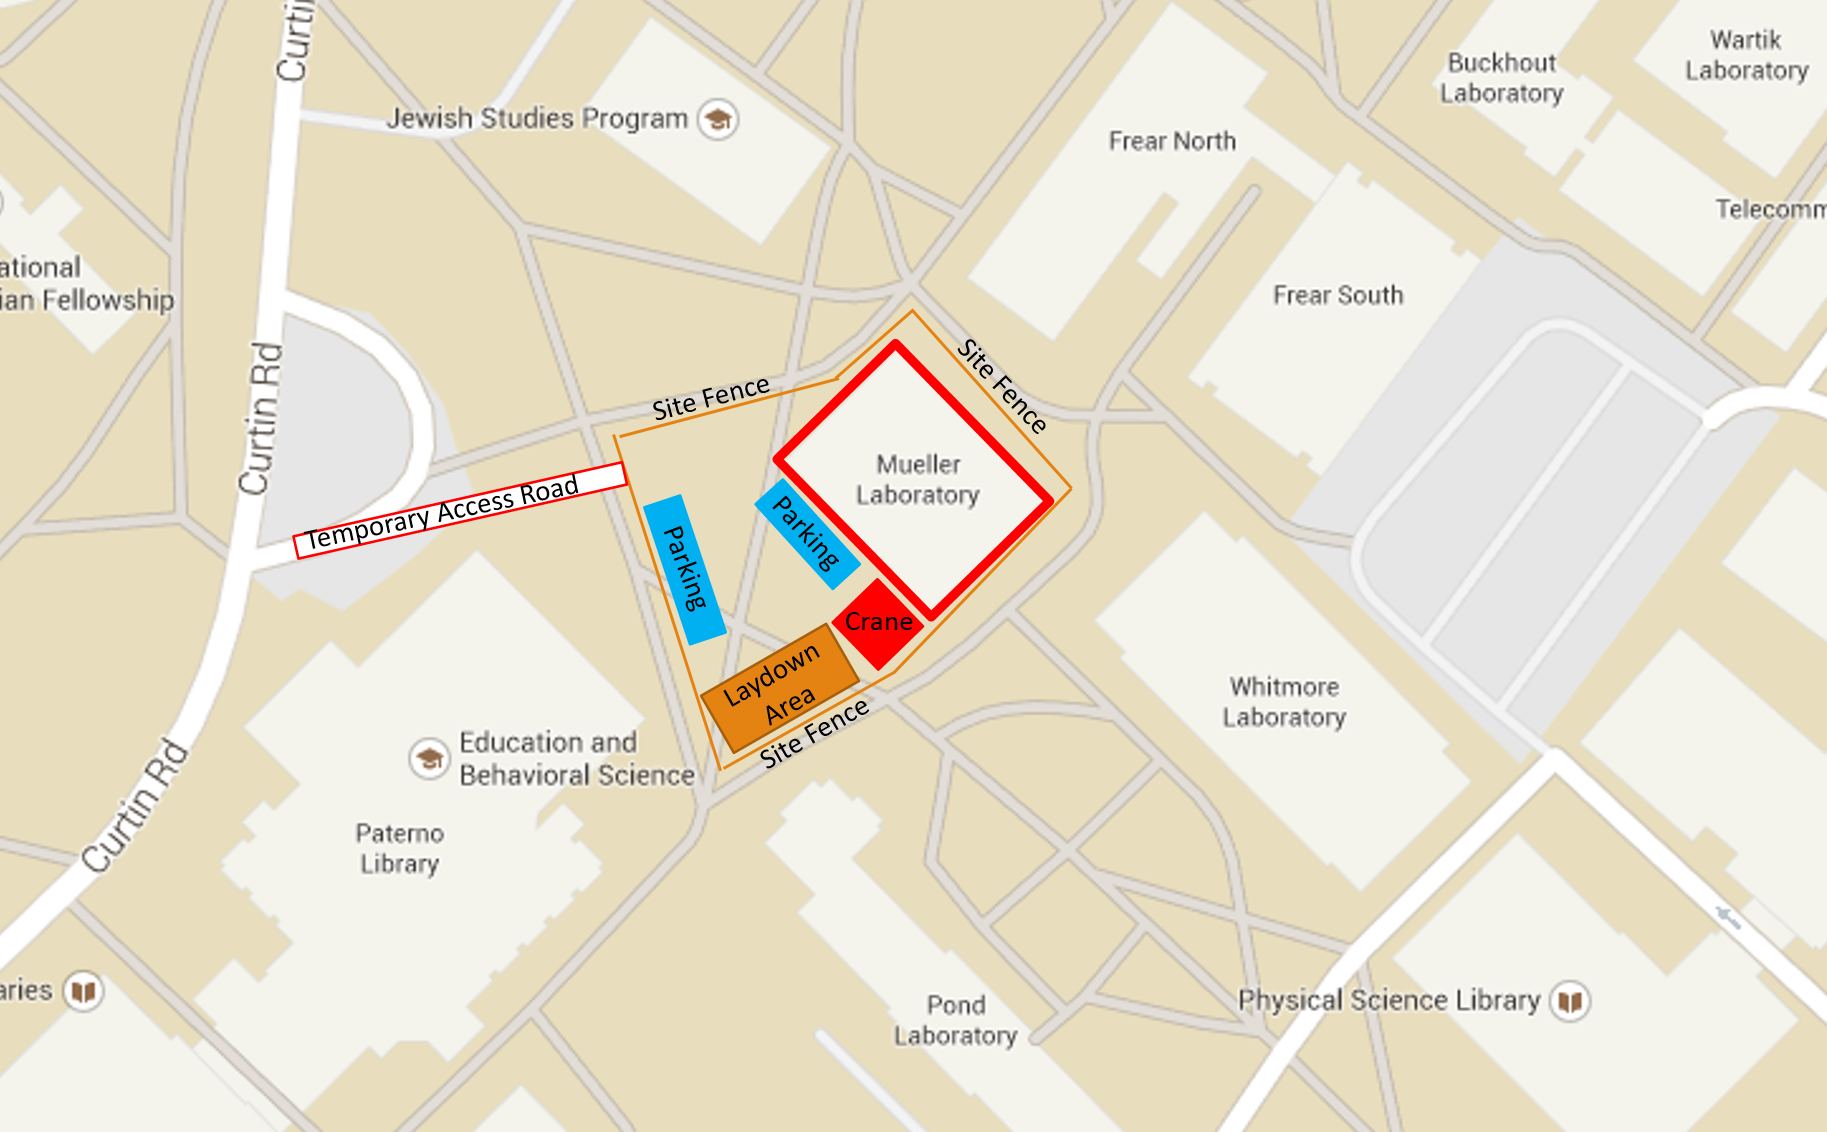 Curtin
Jewish Studies Program
Frear North
Buckhout
Laboratory
Wartik
Laboratory
Telecomm
ational
ian Fellowship
Frear South
Curtin Rd
Site Fence
Site Fence
Mueller
Laboratory
Temporary Access Road
Parking
Parking
Crane
Laydown
Area
Site Fence
Whitmore
Laboratory
Education and
Behavioral Science
Curtin Rd
Paterno
Library
aries
Pond
Laboratory
Physical Science Library